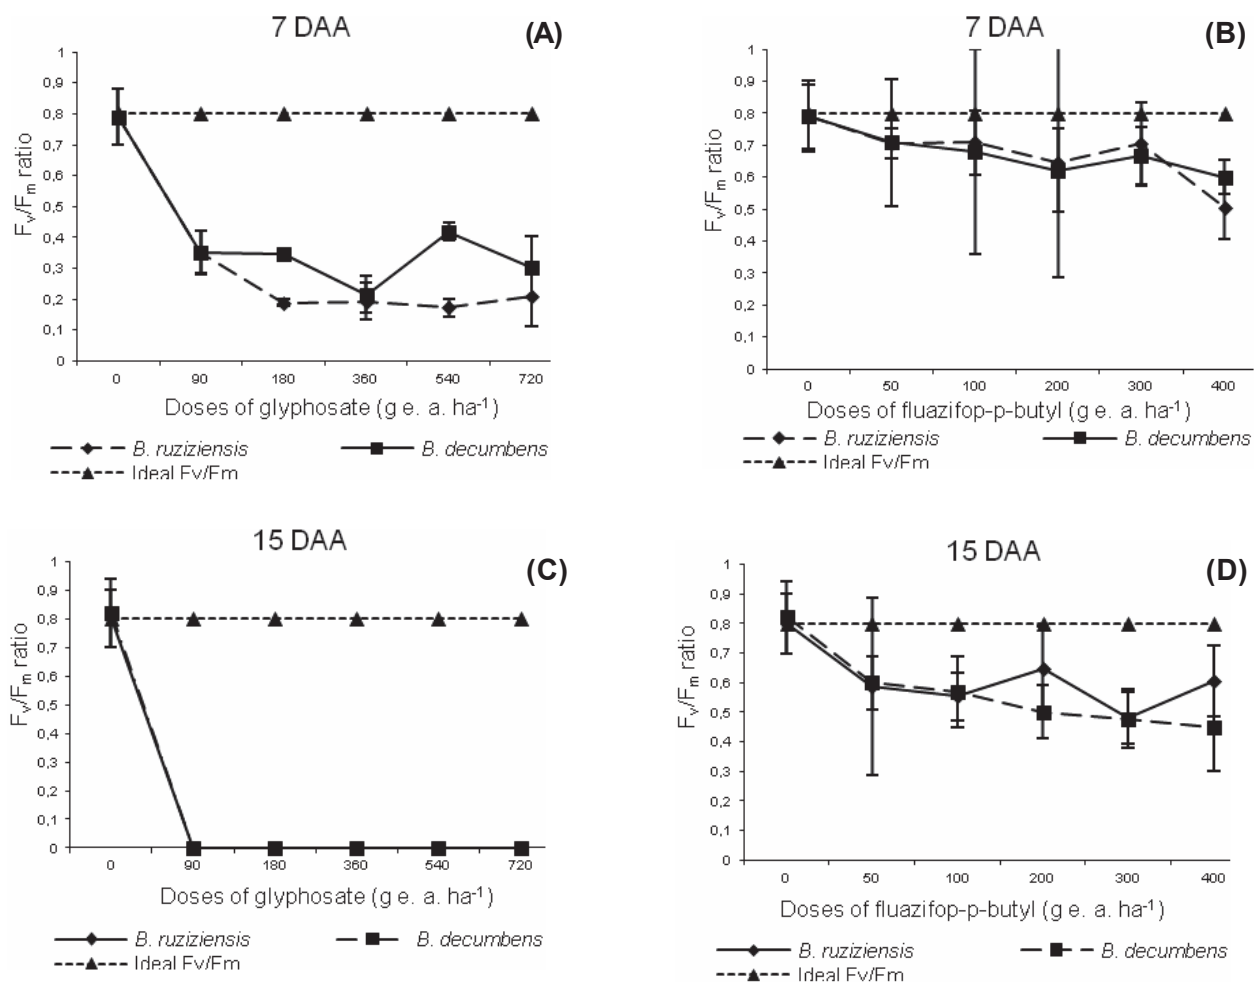 7 DAA
(A)
1
0,9
0,8
0,7
0,6
0,5
0,4
0,3
0,2
0,1
0
Fv/Fm ratio
0 90 180 360 540 720
Doses of glyphosate (g e. a. ha-1)
B. ruziziensis B. decumbens
Ideal Fv/Fm
7 DAA
(B)
1
0,9
0,8
0,7
0,6
0,5
0,4
0,3
0,2
0,1
0
Fv/Fm ratio
0 50 100 200 300 400
Doses of fluazifop-p-butyl (g e. a. ha-1)
B. ruziziensis B. decumbens
Ideal Fv/Fm
15 DAA
(C)
1
0,9
0,8
0,7
0,6
0,5
0,4
0,3
0,2
0,1
0
Fv/Fm ratio
0 90 180 360 540 720
Doses of glyphosate (g e. a. ha-1)
B. ruziziensis B. decumbens
Ideal Fv/Fm
15 DAA
(D)
1
0,9
0,8
0,7
0,6
0,5
0,4
0,3
0,2
0,1
0
Fv/Fm ratio
0 50 100 200 300 400
Doses of fluazifop-p-butyl (g e. a. ha-1)
B. ruziziensis B. decumbens
Ideal Fv/Fm